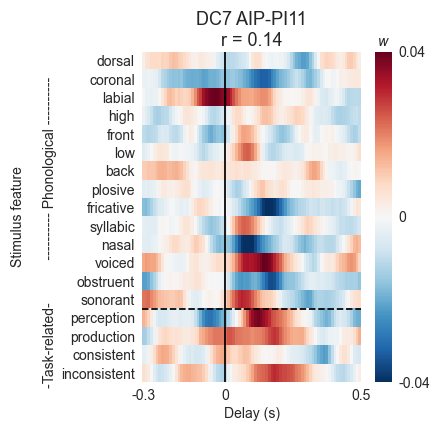 DC7 AIP-PI11
r = 0.14
w
0.04
0
-0.04
Stimulus feature
---------- Phonological ----------
-Task-related-
dorsal
coronal
labial
high
front
low
back
plosive
fricative
syllabic
nasal
voiced
obstruent
sonorant
perception
production
consistent
inconsistent
-0.3 0 0.5
Delay (s)